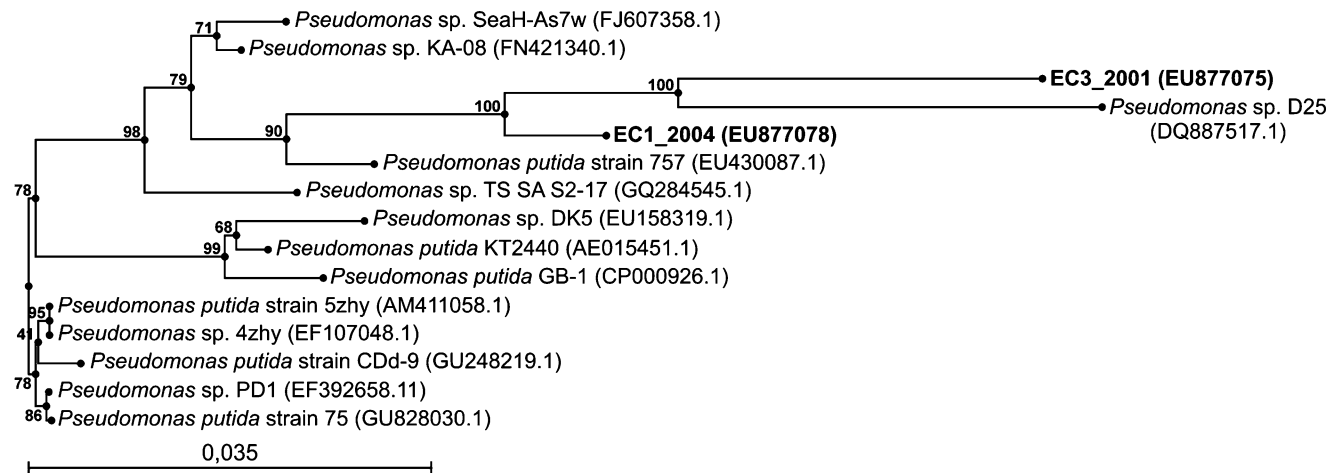 71
Pseudomonas sp. SeaH-As7w (FJ607358.1)
Pseudomonas sp. KA-08 (FN421340.1)
79
100
EC3_2001 (EU877075)
100
Pseudomonas sp. D25
(DQ887517.1)
98
90
EC1_2004 (EU877078)
Pseudomonas putida strain 757 (EU430087.1)
78
Pseudomonas sp. TS SA S2-17 (GQ284545.1)
Pseudomonas sp. DK5 (EU158319.1)
68
99
Pseudomonas putida KT2440 (AE015451.1)
Pseudomonas putida GB-1 (CP000926.1)
Pseudomonas putida strain 5zhy (AM411058.1)
95
41
Pseudomonas sp. 4zhy (EF107048.1)
Pseudomonas putida strain CDd-9 (GU248219.1)
78
Pseudomonas sp. PD1 (EF392658.11)
86
Pseudomonas putida strain 75 (GU828030.1)
0,035